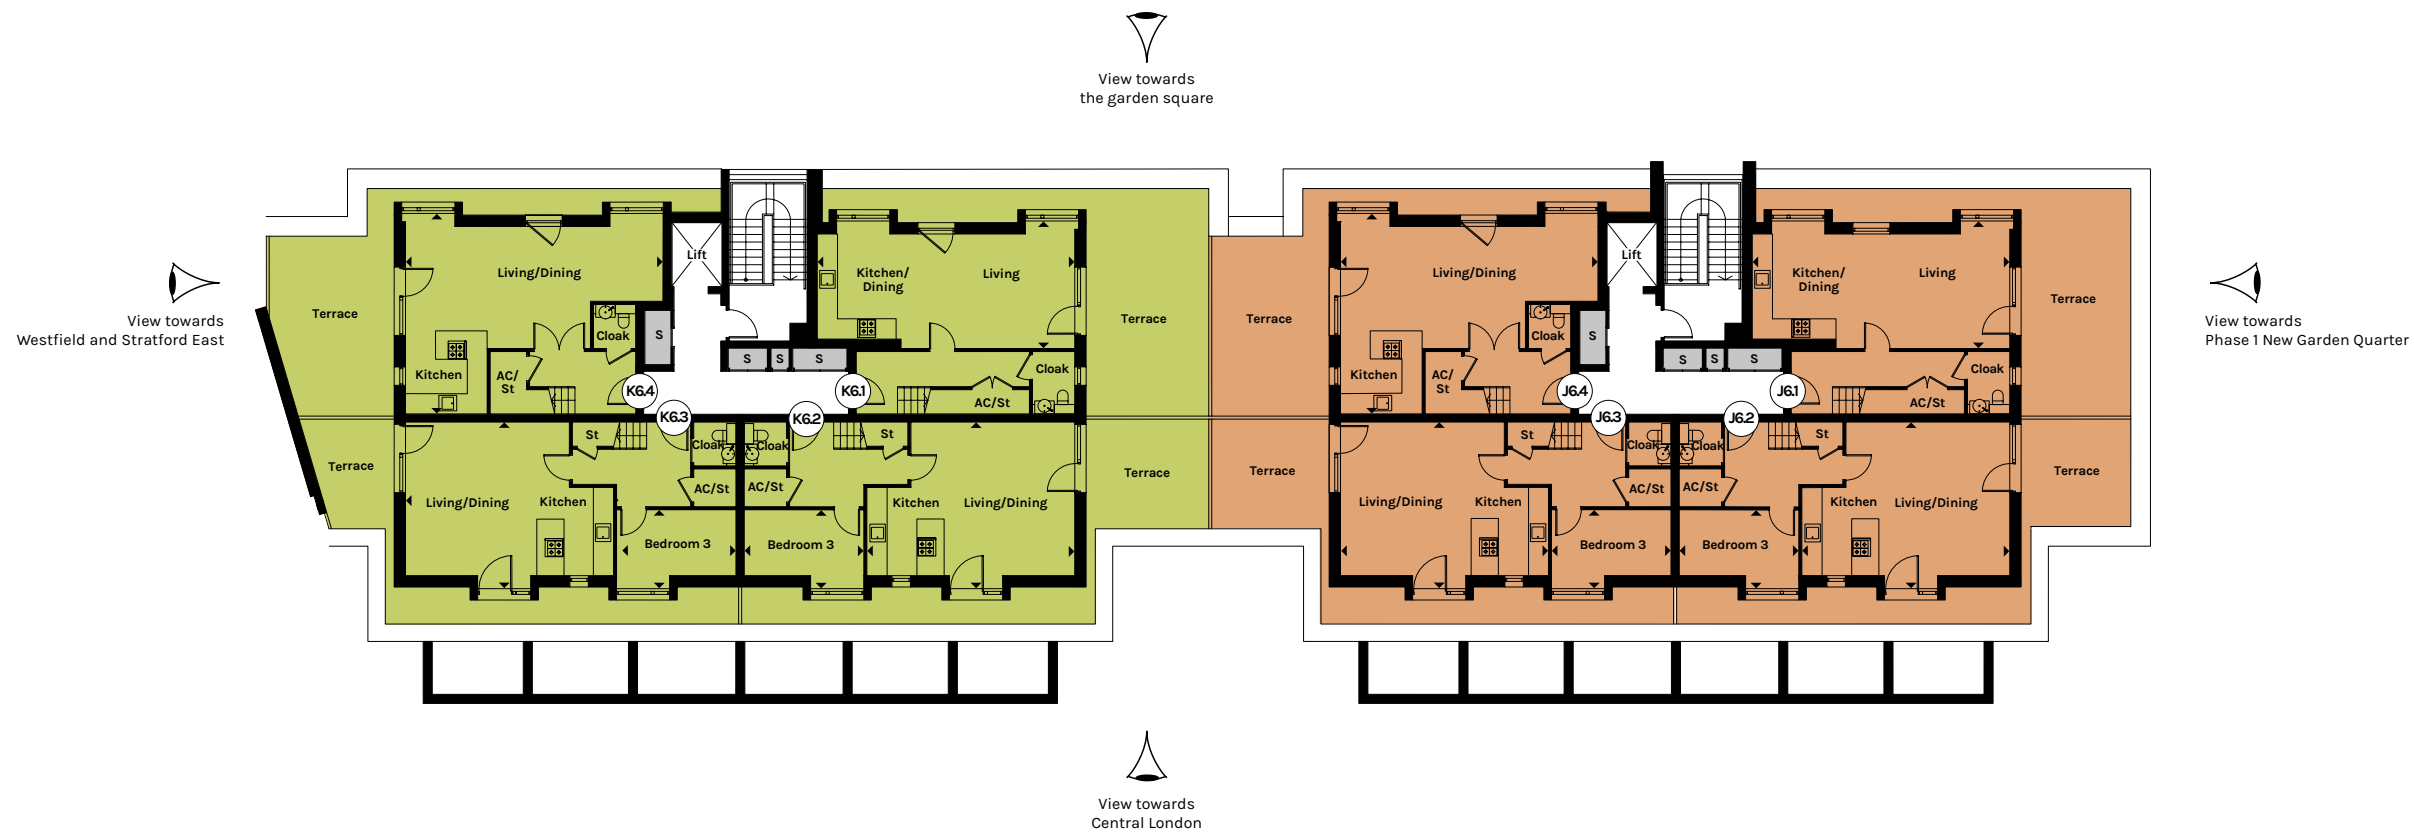 View towards
the garden square
View towards
Westfield and Stratford East
View towards
Phase 1 New Garden Quarter
Terrace
Living/Dining
Lift
Cloak
S
Kitchen
AC/
St
K6.4
S
S
S
Kitchen/
Dining
Living
Terrace
Cloak
AC/St
K6.1
K6.3
K6.2
Terrace
Living/Dining
St
Kitchen
Cloak
AC/St
Bedroom 3
Cloak
AC/St
Bedroom 3
St
Kitchen
Living/Dining
Terrace
Terrace
Living/Dining
Lift
Cloak
S
Kitchen
AC/
St
J6.4
S
S
S
Kitchen/
Dining
Living
Terrace
Cloak
AC/St
J6.1
J6.3
J6.2
Terrace
Living/Dining
St
Kitchen
Cloak
AC/St
Bedroom 3
Cloak
AC/St
Bedroom 3
St
Kitchen
Living/Dining
Terrace
View towards
Central London